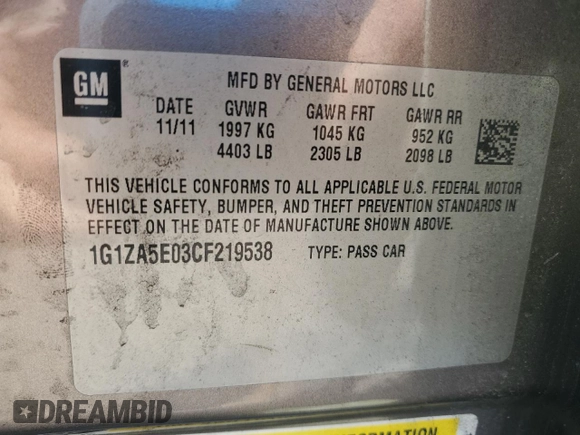 GM ®
MFD BY GENERAL MOTORS LLC
DATE GVWR GAWR FRT GAWR RR
11/11 1997 KG 1045 KG 952 KG
4403 LB 2305 LB 2098 LB
THIS VEHICLE CONFORMS TO ALL APPLICABLE U.S. FEDERAL MOTOR
VEHICLE SAFETY, BUMPER, AND THEFT PREVENTION STANDARDS IN
EFFECT ON THE DATE OF MANUFACTURE SHOWN ABOVE.
1G1ZA5E03CF219538 TYPE: PASS CAR
DREAMBID
INFORMATION